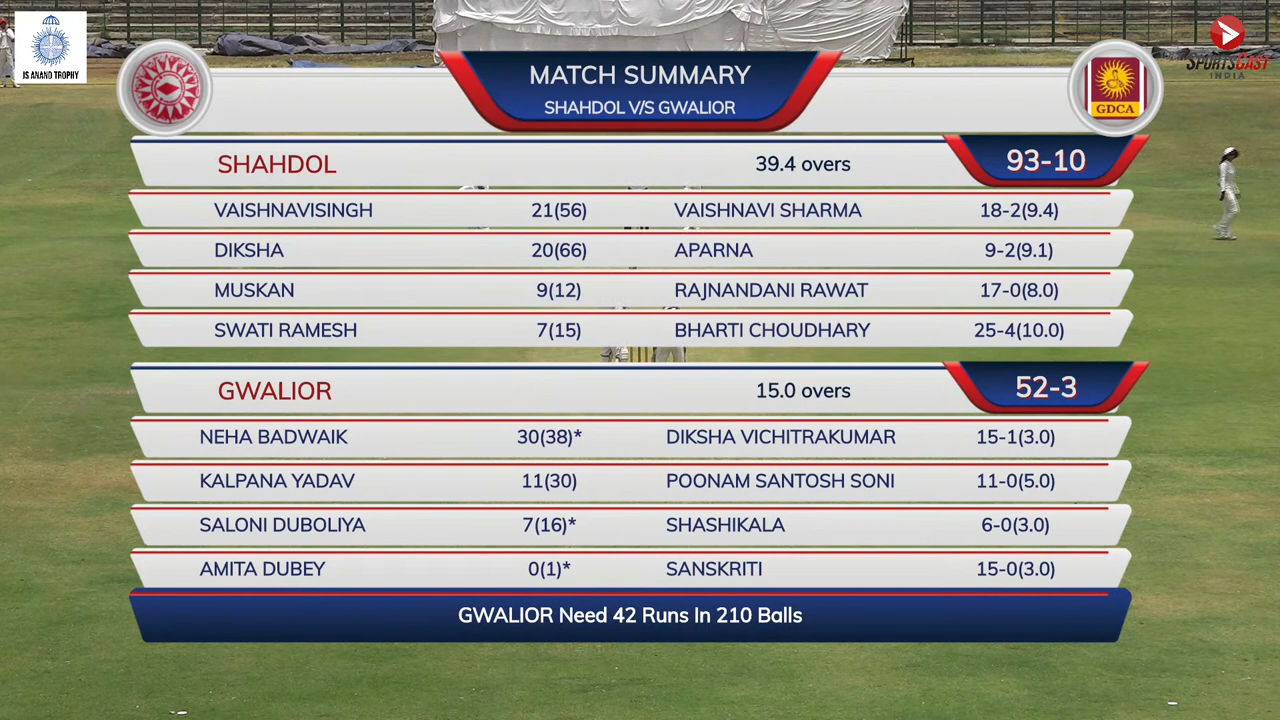 JS ANAND TROPHY
SPORTSCAST
INDIA
GDCA
MATCH SUMMARY
SHAHDOL V/S GWALIOR
SHAHDOL 39.4 overs 93-10
VAISHNAVISINGH 21(56) VAISHNAVI SHARMA 18-2(9.4)
DIKSHA 20(66) APARNA 9-2(9.1)
MUSKAN 9(12) RAJNANDANI RAWAT 17-0(8.0)
SWATI RAMESH 7(15) BHARTI CHOUDHARY 25-4(10.0)
GWALIOR 15.0 overs 52-3
NEHA BADWAIK 30(38)* DIKSHA VICHITRAKUMAR 15-1(3.0)
KALPANA YADAV 11(30) POONAM SANTOSH SONI 11-0(5.0)
SALONI DUBOLIYA 7(16)* SHASHIKALA 6-0(3.0)
AMITA DUBEY 0(1)* SANSKRITI 15-0(3.0)
GWALIOR Need 42 Runs In 210 Balls